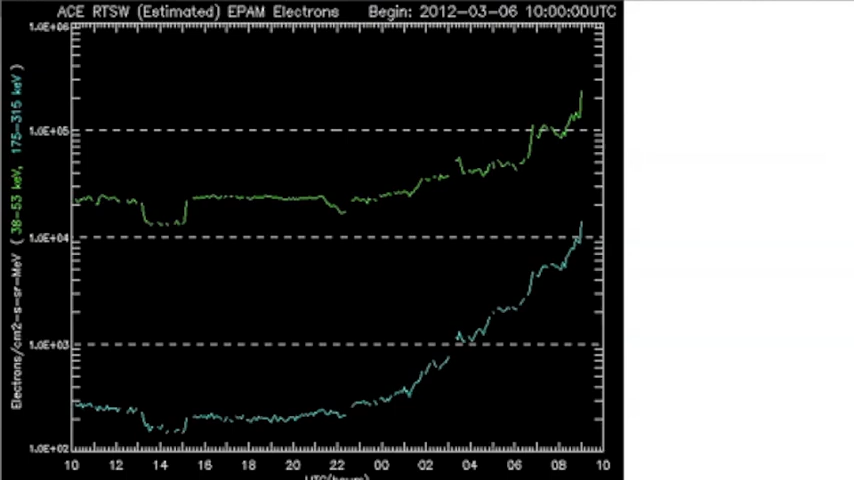 ACE RTSW (Estimated) EPAM Electrons Begin: 2012-03-06 10:00:00UTC
Electrons/cm2-s-sr-MeV ( 38-53 keV, 175-315 keV )
1.0E+06
1.0E+05
1.0E+04
1.0E+03
1.0E+02
10 12 14 16 18 20 22 00 02 04 06 08 10
UTC(hours)